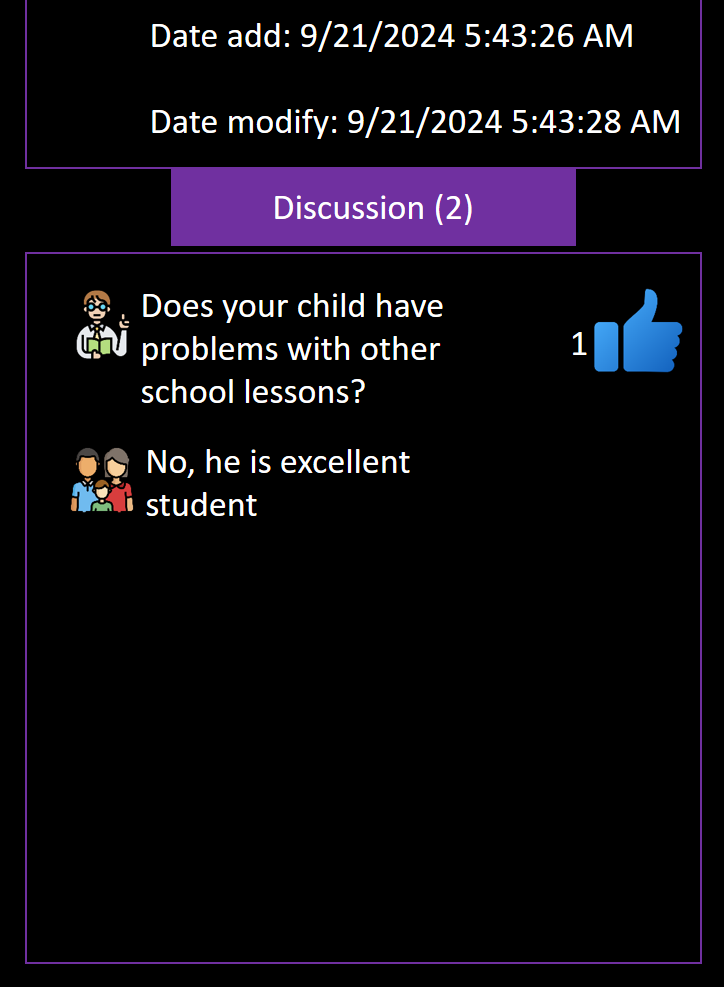 Date add: 9/21/2024 5:43:26 AM
Date modify: 9/21/2024 5:43:28 AM
Discussion (2)
Does your child have
problems with other
school lessons?
1
No, he is excellent
student